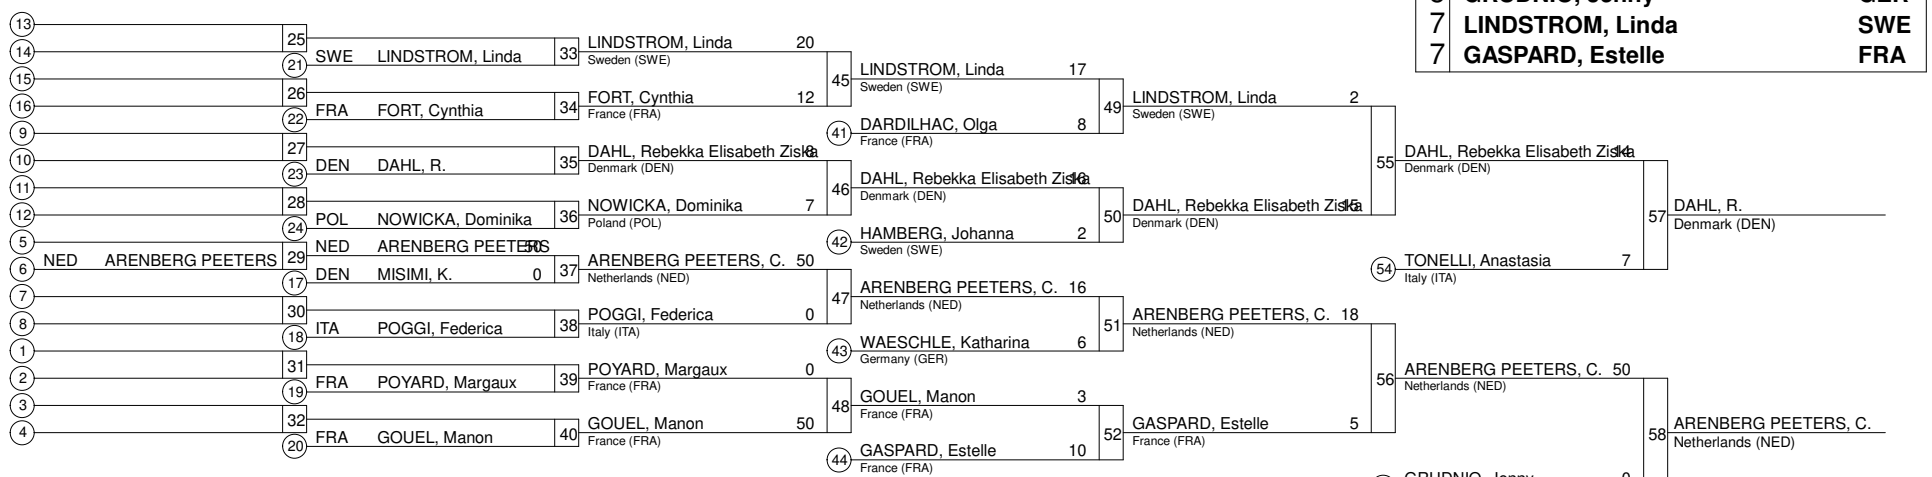 GRUDNIO, Jenny GER
7 LINDSTROM, Linda SWE
7 GASPARD, Estelle FRA
13
14
15
16
9
10
11
12
5
6 NED ARENBERG PEETERS
7
8
1
2
3
4
25
21 SWE LINDSTROM, Linda
26
22 FRA FORT, Cynthia
27
23 DEN DAHL, R.
28
24 POL NOWICKA, Dominika
NED ARENBERG PEETERS 50
29
17 DEN MISIMI, K. 0
30
18 ITA POGGI, Federica
31
19 FRA POYARD, Margaux
32
20 FRA GOUEL, Manon
33 LINDSTROM, Linda 20
Sweden (SWE)
34 FORT, Cynthia 12
France (FRA)
35 DAHL, Rebekka Elisabeth Ziska 8
Denmark (DEN)
36 NOWICKA, Dominika 7
Poland (POL)
37 ARENBERG PEETERS, C. 50
Netherlands (NED)
38 POGGI, Federica 0
Italy (ITA)
39 POYARD, Margaux 0
France (FRA)
40 GOUEL, Manon 50
France (FRA)
45 LINDSTROM, Linda 17
Sweden (SWE)
41 DARDILHAC, Olga 8
France (FRA)
46 DAHL, Rebekka Elisabeth Ziska 16
Denmark (DEN)
42 HAMBERG, Johanna 2
Sweden (SWE)
47 ARENBERG PEETERS, C. 16
Netherlands (NED)
43 WAESCHLE, Katharina 6
Germany (GER)
48 GOUEL, Manon 3
France (FRA)
44 GASPARD, Estelle 10
France (FRA)
49 LINDSTROM, Linda 2
Sweden (SWE)
50 DAHL, Rebekka Elisabeth Ziska 15
Denmark (DEN)
51 ARENBERG PEETERS, C. 18
Netherlands (NED)
52 GASPARD, Estelle 5
France (FRA)
55 DAHL, Rebekka Elisabeth Ziska 14
Denmark (DEN)
54 TONELLI, Anastasia 7
Italy (ITA)
56 ARENBERG PEETERS, C. 50
Netherlands (NED)
GRUDNIO, Jenny 0
57 DAHL, R.
Denmark (DEN)
58 ARENBERG PEETERS, C.
Netherlands (NED)